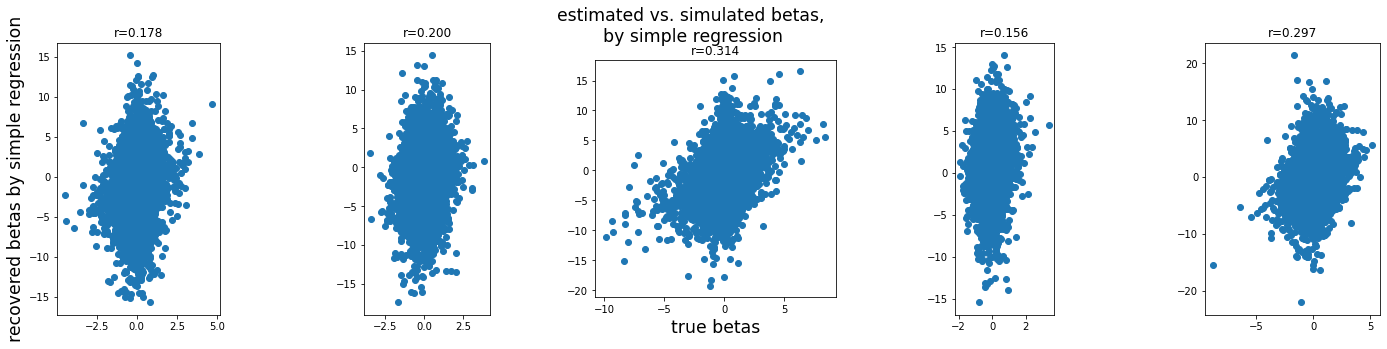 estimated vs. simulated betas,
by simple regression
recovered betas by simple regression
r=0.178
15
10
5
0
−5
−10
−15
−2.5 0.0 2.5 5.0
r=0.200
15
10
5
0
−5
−10
−15
−2.5 0.0 2.5
r=0.314
15
10
5
0
−5
−10
−15
−20
−10 −5 0 5
true betas
r=0.156
15
10
5
0
−5
−10
−15
−2 0 2
r=0.297
20
10
0
−10
−20
−5 0 5